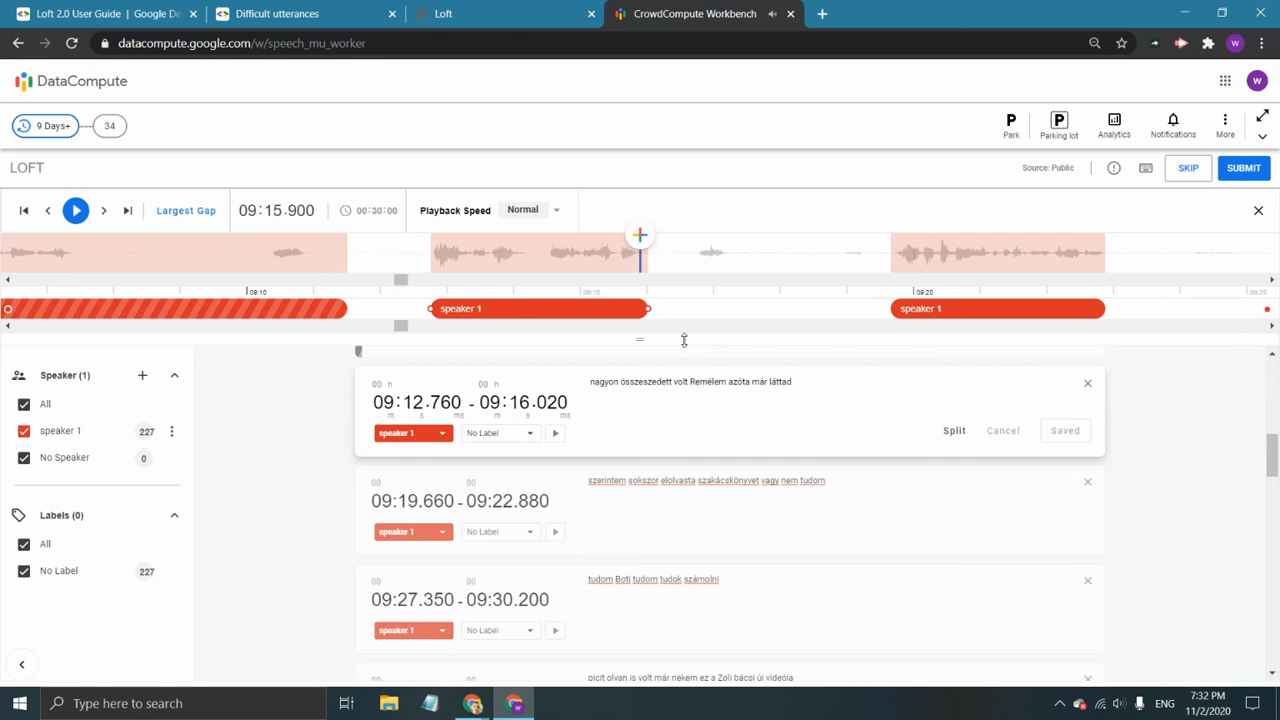 Loft 2.0 User Guide | Google De
Difficult utterances
Loft
CrowdCompute Workbench
datacompute.google.com/w/speech_mu_worker
w
DataCompute
w
9 Days+
34
P
Park
P
Parking lot
Analytics
Notifications
More
LOFT
Source: Public
SKIP
SUBMIT
Largest Gap
09:15.900
00:30:00
Playback Speed
Normal
09:10
09:15
09:20
09:25
speaker 1
speaker 1
Speaker (1)
All
speaker 1
227
No Speaker
0
Labels (0)
All
No Label
227
00 h
00 h
09:12.760 - 09:16.020
m s ms
m s ms
speaker 1
No Label
nagyon összeszedett volt Remélem azóta már láttad
Split
Cancel
Saved
00
00
09:19.660 - 09:22.880
speaker 1
No Label
szerintem sokszor elolvasta szakácskönyvet vagy nem tudom
00
00
09:27.350 - 09:30.200
speaker 1
No Label
tudom Boti tudom tudok számolni
picit olyan is volt már nekem ez a Zoli bácsi új videója
Type here to search
w
ENG
7:32 PM
11/2/2020